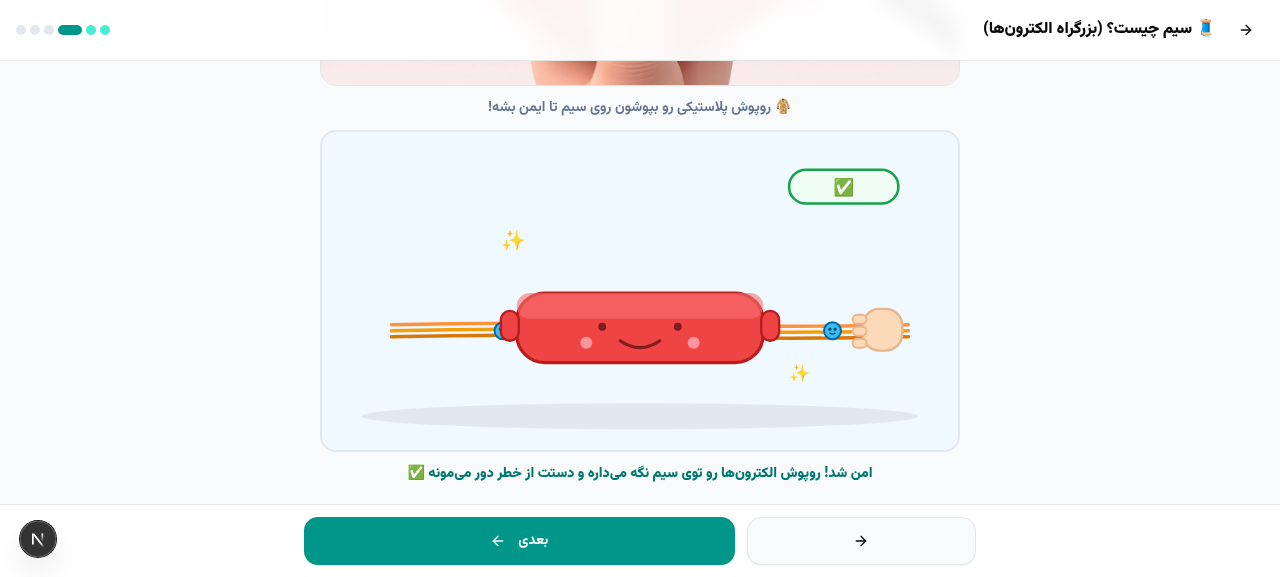 🧵 سیم چیست؟ (بزرگراه الکترون‌ها)
🧥 روپوش پلاستیکی رو بپوشون روی سیم تا ایمن بشه!
امن شد! روپوش الکترون‌ها رو توی سیم نگه می‌داره و دستت از خطر دور می‌مونه ✅
بعدی
N